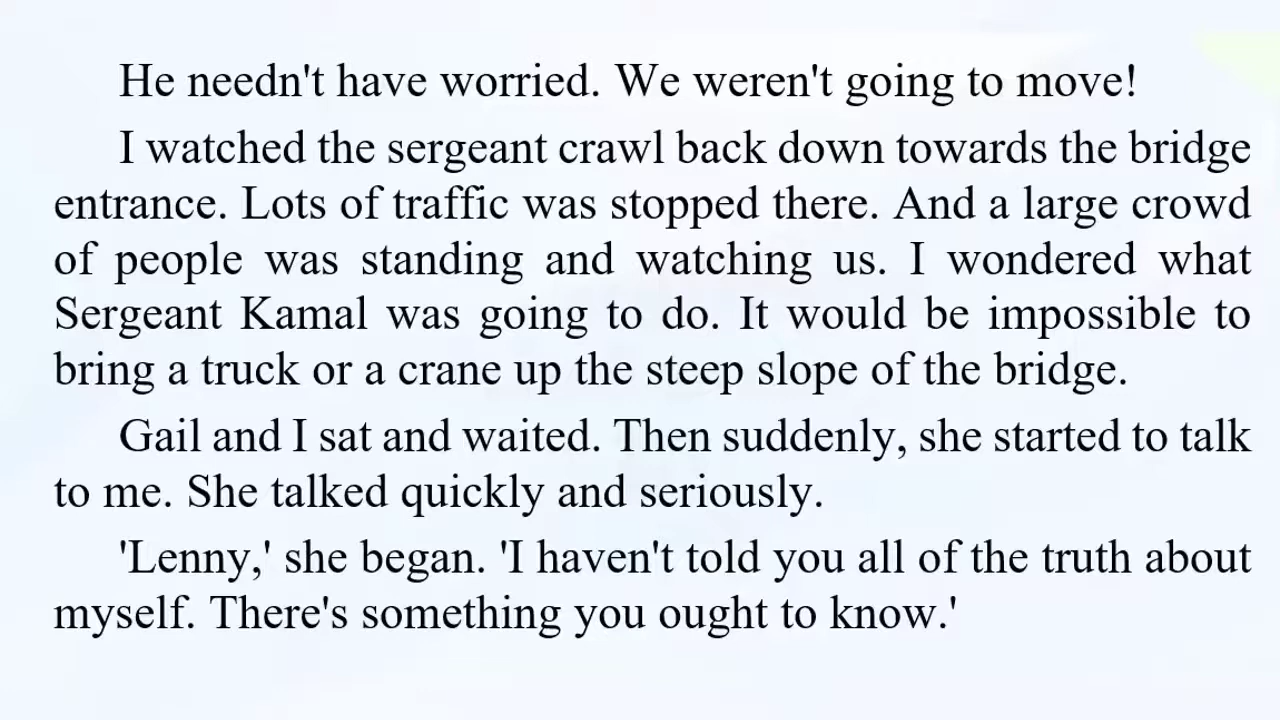 He needn't have worried. We weren't going to move!
I watched the sergeant crawl back down towards the bridge
entrance. Lots of traffic was stopped there. And a large crowd
of people was standing and watching us. I wondered what
Sergeant Kamal was going to do. It would be impossible to
bring a truck or a crane up the steep slope of the bridge.
Gail and I sat and waited. Then suddenly, she started to talk
to me. She talked quickly and seriously.
'Lenny,' she began. 'I haven't told you all of the truth about
myself. There's something you ought to know.'